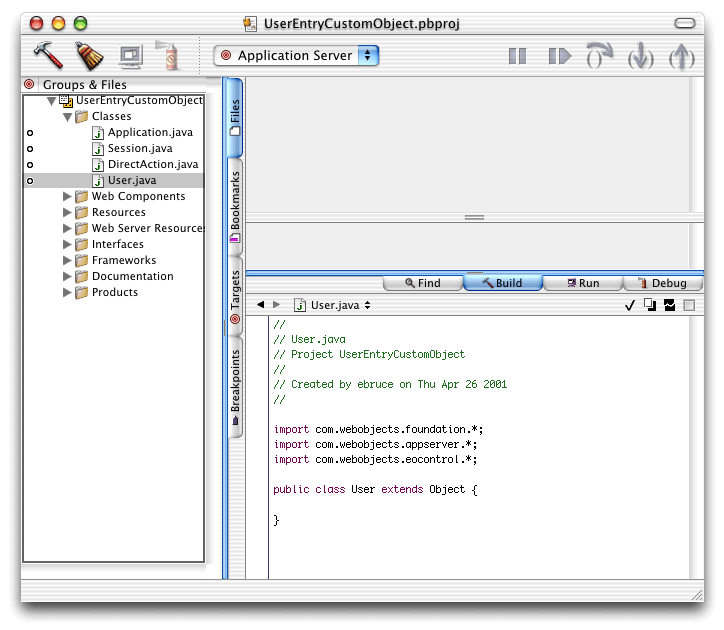 UserEntryCustomObject.pbproj
Application Server
Groups & Files
UserEntryCustomObject
Classes
Application.java
Session.java
DirectAction.java
User.java
Web Components
Resources
Web Server Resources
Interfaces
Frameworks
Documentation
Products
Files
Bookmarks
Targets
Breakpoints
Find
Build
Run
Debug
User.java
//
// User.java
// Project UserEntryCustomObject
//
// Created by ebruce on Thu Apr 26 2001
//
import com.webobjects.foundation.*;
import com.webobjects.appserver.*;
import com.webobjects.eocontrol.*;
public class User extends Object {
}